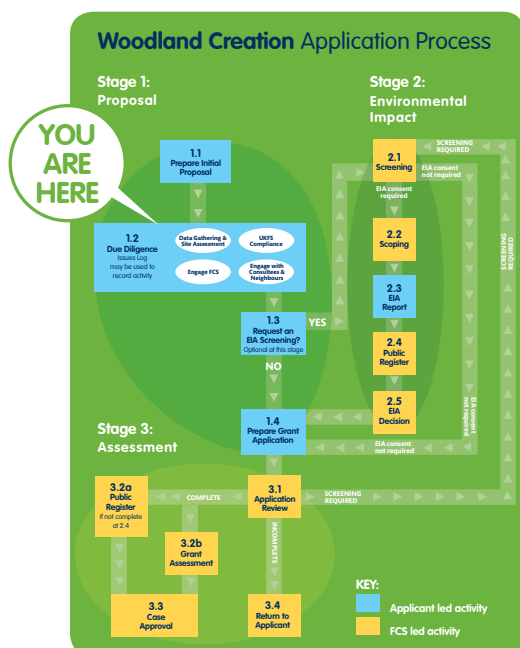 Woodland Creation Application Process
Stage 1:
Proposal
Stage 2:
Environmental
Impact
YOU
ARE
HERE
1.1
Prepare Initial
Proposal
1.2
Due Diligence
Issues Log
may be used to
record activity
Data Gathering &
Site Assessment
UKFS
Compliance
Engage FCS
Engage with
Consultees &
Neighbours
1.3
Request an
EIA Screening?
Optional at this stage
YES
NO
1.4
Prepare Grant
Application
2.1
Screening
SCREENING
REQUIRED
EIA consent
not required
EIA consent
required
SCREENING
REQUIRED
2.2
Scoping
2.3
EIA
Report
2.4
Public
Register
2.5
EIA
Decision
EIA consent
not required
EIA consent
not required
Stage 3:
Assessment
3.1
Application
Review
SCREENING
REQUIRED
COMPLETE
INCOMPLETE
3.2a
Public
Register
if not complete
at 2.4
3.2b
Grant
Assessment
3.3
Case
Approval
3.4
Return to
Applicant
KEY:
Applicant led activity
FCS led activity